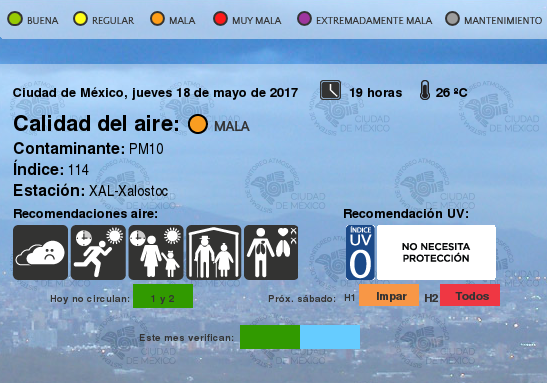 BUENA REGULAR MALA MUY MALA EXTREMADAMENTE MALA MANTENIMIENTO
Ciudad de México, jueves 18 de mayo de 2017 19 horas 26 ºC
Calidad del aire: MALA
Contaminante: PM10
Índice: 114
Estación: XAL-Xalostoc
Recomendaciones aire: Recomendación UV:
ÍNDICE
UV
0
NO NECESITA
PROTECCIÓN
Hoy no circulan: 1 y 2 Próx. sábado: H1 Impar H2 Todos
Este mes verifican:
CIUDAD
DE MÉXICO